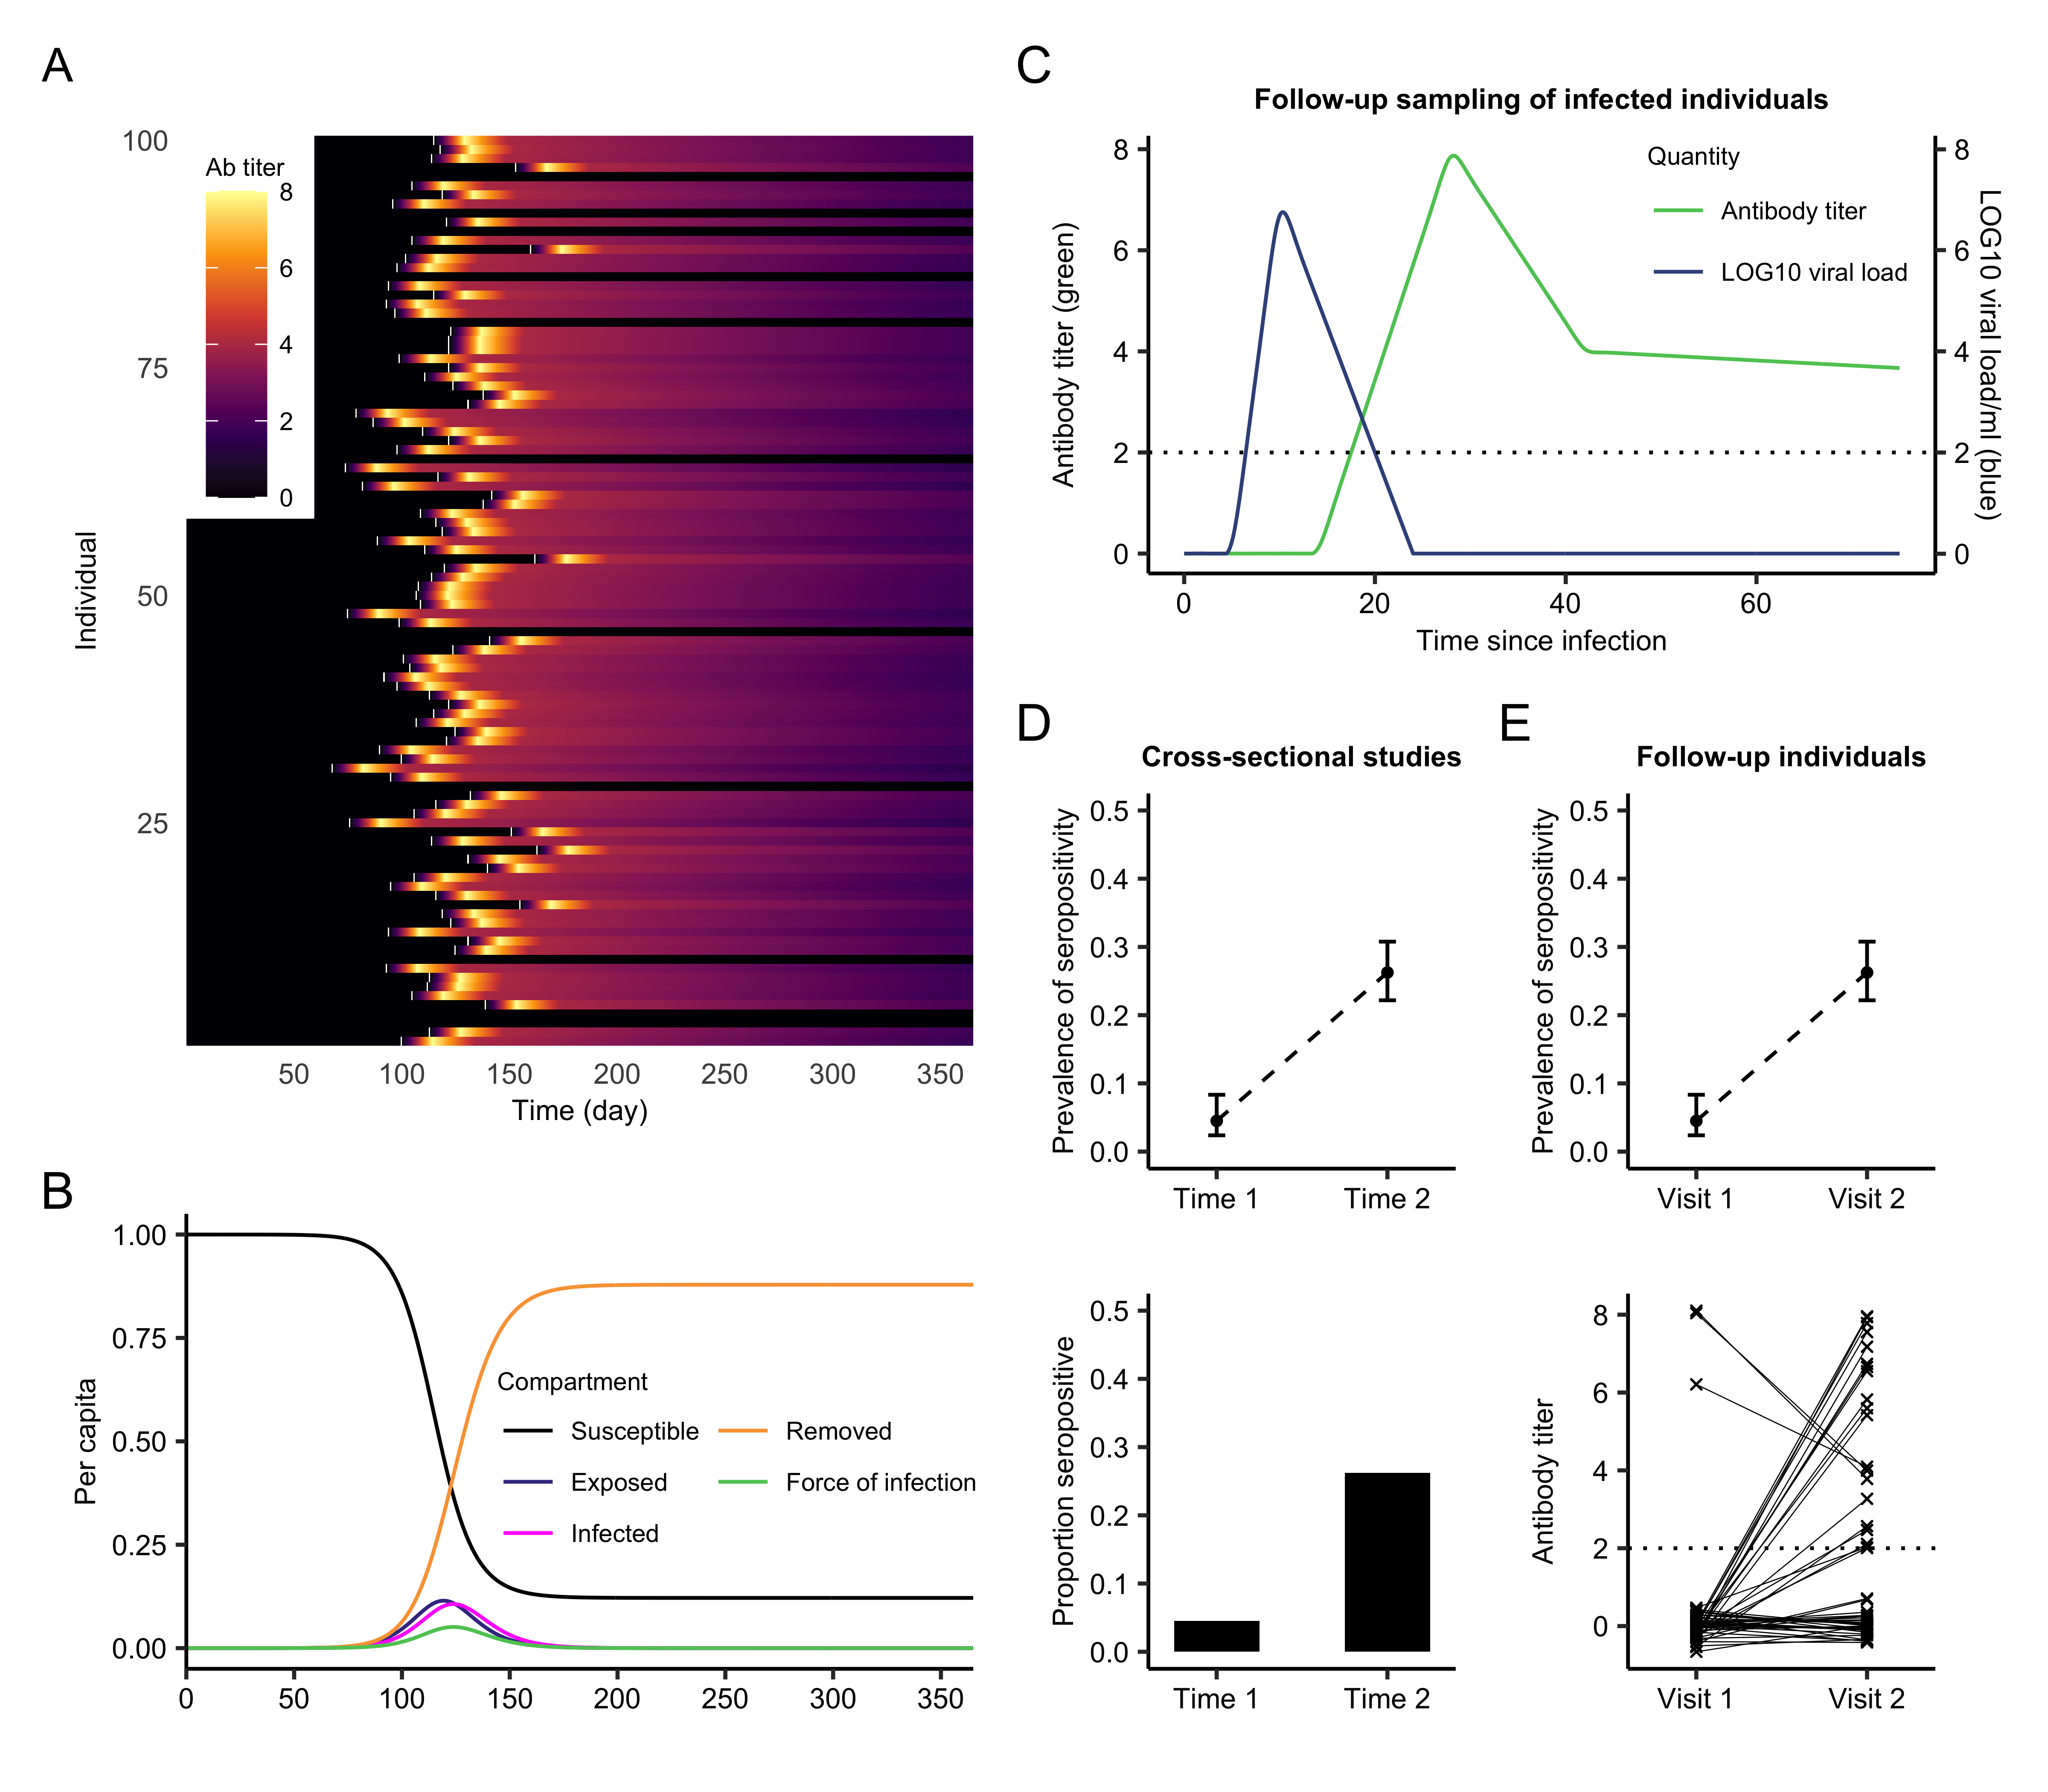 A
100
75
50
25
Individual
Ab titer
8
6
4
2
0
50 100 150 200 250 300 350
Time (day)
B
1.00
0.75
0.50
0.25
0.00
Per capita
Compartment
Susceptible Removed
Exposed Force of infection
Infected
0 50 100 150 200 250 300 350
C
Follow-up sampling of infected individuals
8
6
4
2
0
Antibody titer (green)
Quantity
Antibody titer
LOG10 viral load
8
6
4
2
0
LOG10 viral load/ml (blue)
0 20 40 60
Time since infection
D
Cross-sectional studies
0.5
0.4
0.3
0.2
0.1
0.0
Prevalence of seropositivity
Time 1 Time 2
0.5
0.4
0.3
0.2
0.1
0.0
Proportion seropositive
Time 1 Time 2
E
Follow-up individuals
0.5
0.4
0.3
0.2
0.1
0.0
Prevalence of seropositivity
Visit 1 Visit 2
8
6
4
2
0
Antibody titer
Visit 1 Visit 2